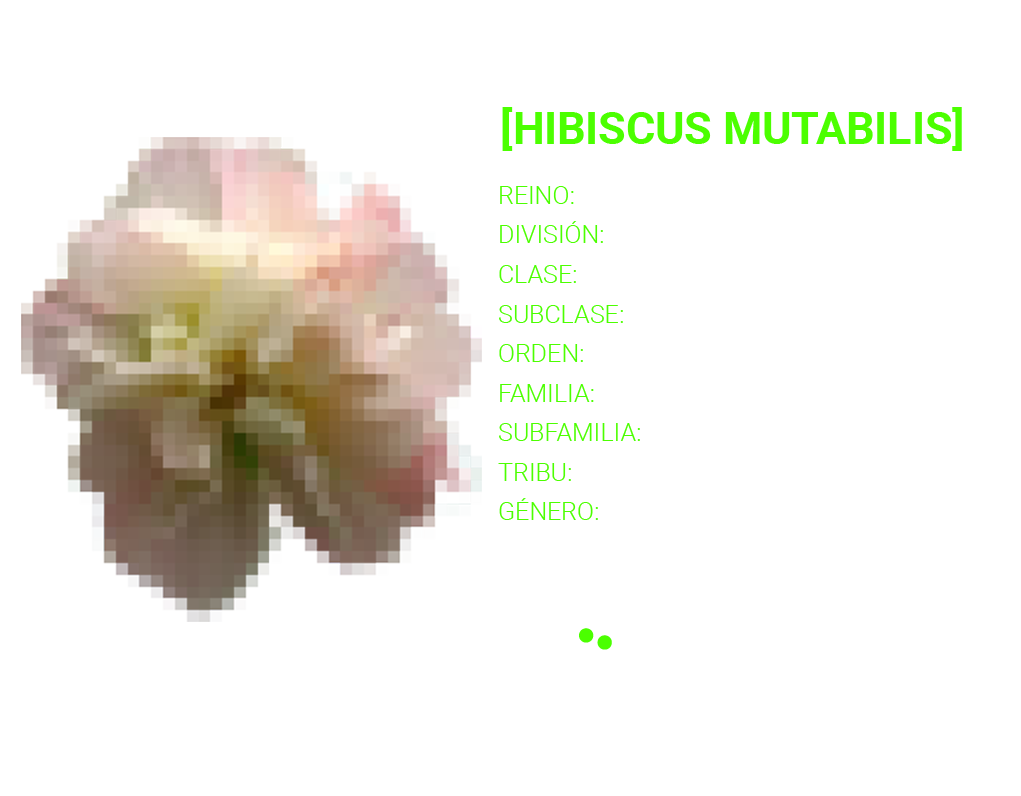 [HIBISCUS MUTABILIS]
REINO:
DIVISIÓN:
CLASE:
SUBCLASE:
ORDEN:
FAMILIA:
SUBFAMILIA:
TRIBU:
GÉNERO: